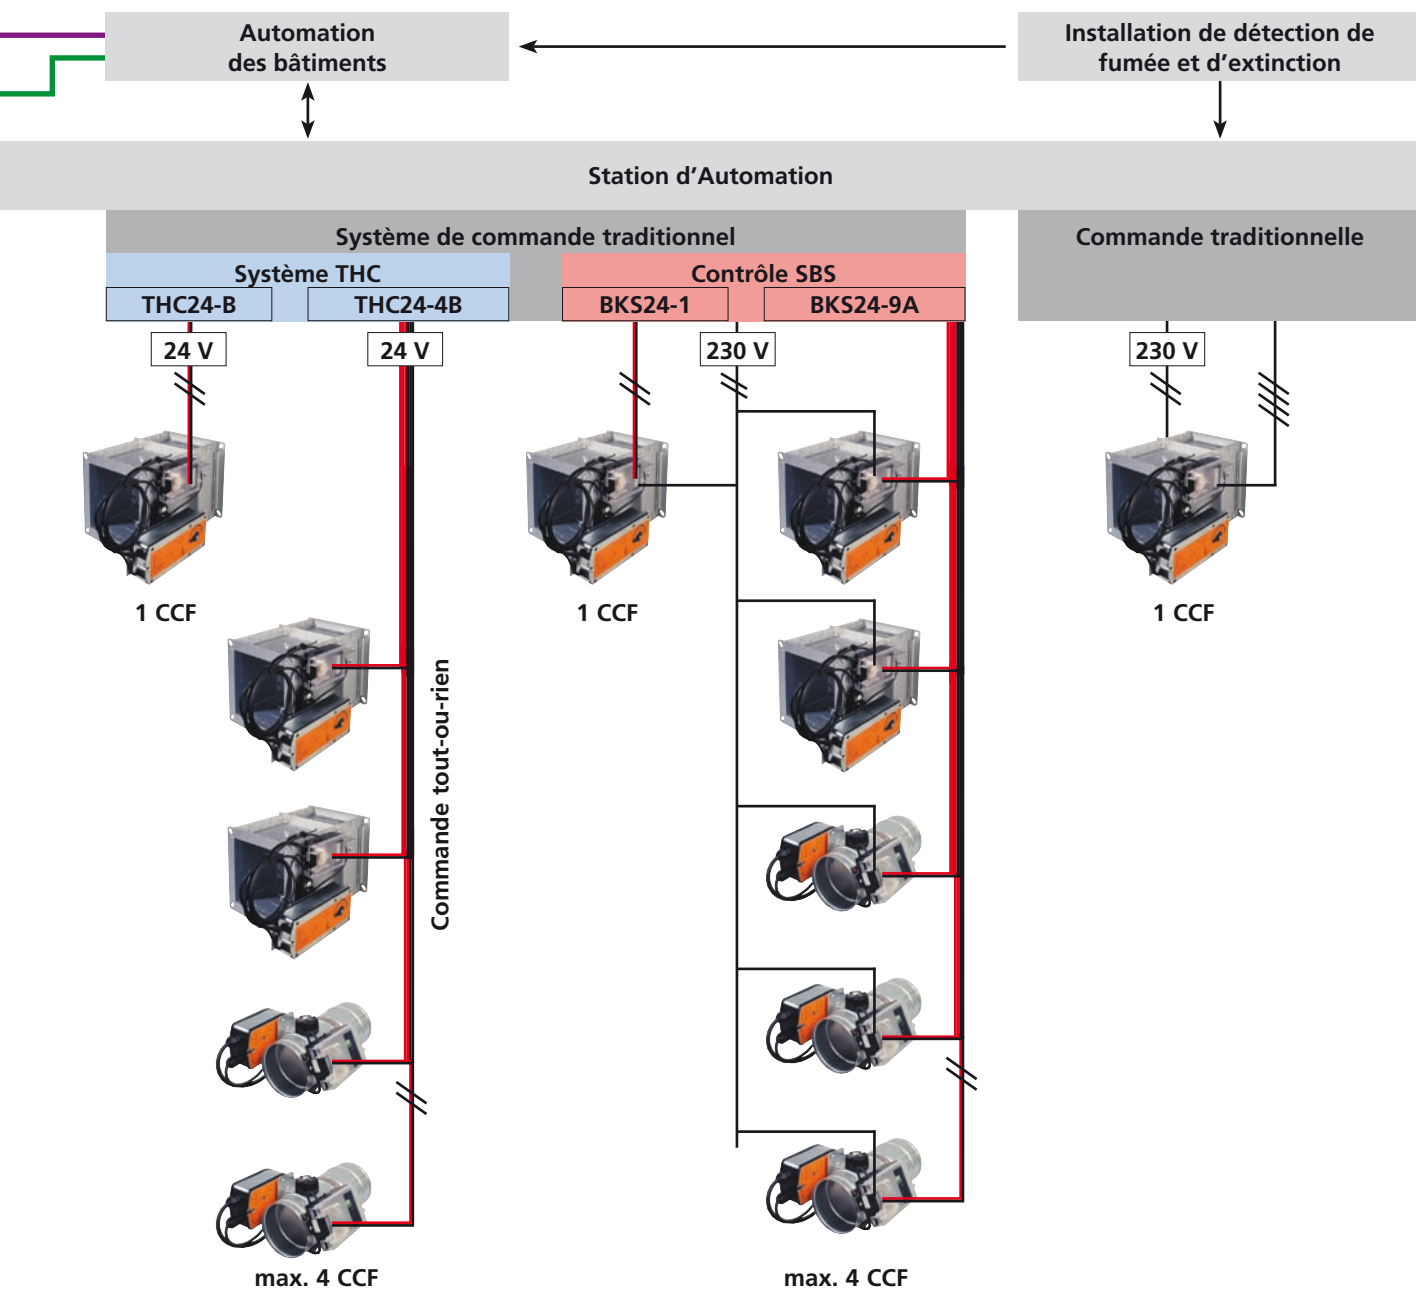 Automation
des bâtiments
Installation de détection de
fumée et d’extinction
Station d’Automation
Système de commande traditionnel
Commande traditionnelle
Système THC
Contrôle SBS
THC24-B
THC24-4B
BKS24-1
BKS24-9A
24 V
24 V
230 V
230 V
1 CCF
1 CCF
1 CCF
Commande tout-ou-rien
max. 4 CCF
max. 4 CCF